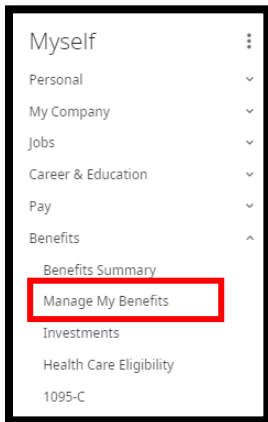 Myself
Personal
My Company
Jobs
Career & Education
Pay
Benefits
Benefits Summary
Manage My Benefits
Investments
Health Care Eligibility
1095-C